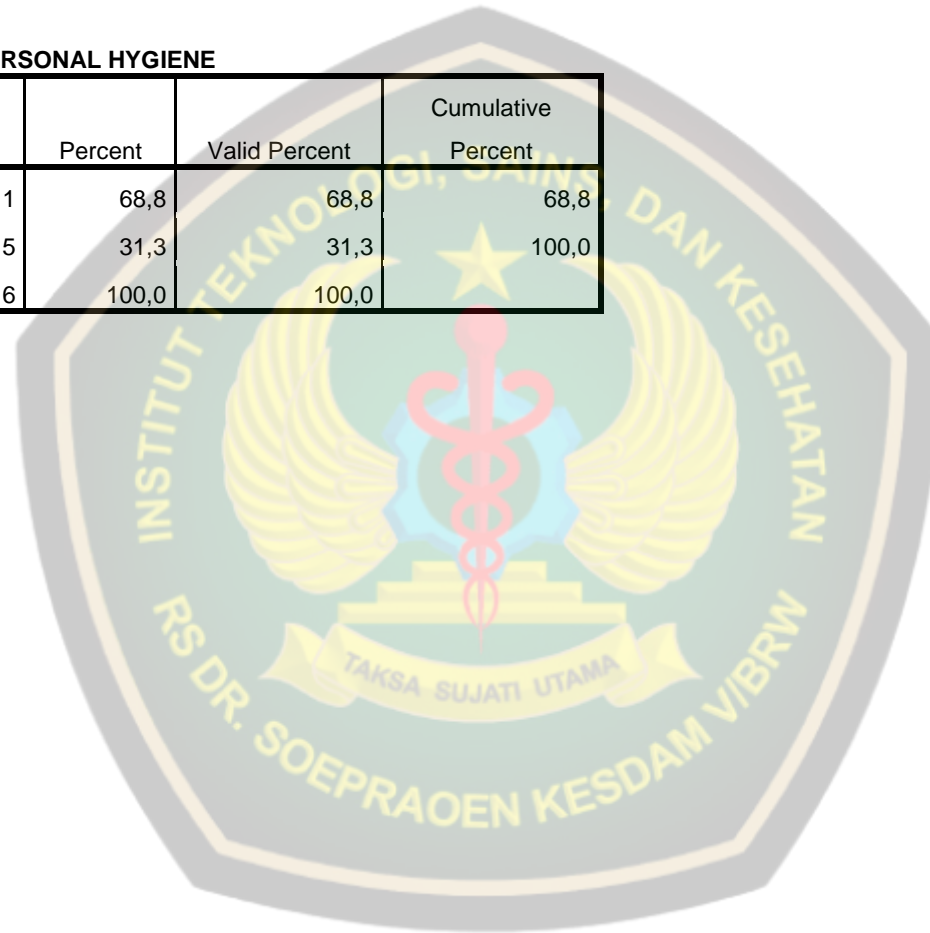 RSONAL HYGIENE
Cumulative
Percent Valid Percent Percent
1 68,8 68,8 68,8
5 31,3 31,3 100,0
6 100,0 100,0
INSTITUT TEKNOLOGI, SAINS, DAN KESEHATAN
TAKSA SUJATI UTAMA
RS DR. SOEPRAOEN KESDAM V/BRW